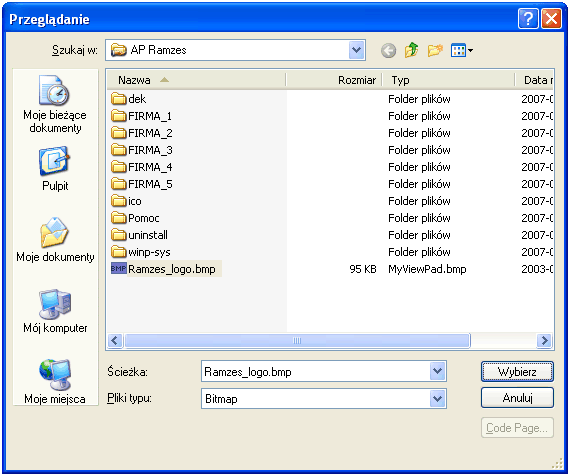 Przeglądanie
Szukaj w: AP Ramzes
Moje bieżące
dokumenty
Pulpit
Moje dokumenty
Mój komputer
Moje miejsca
Nazwa Rozmiar Typ Data
dek Folder plików 2007-0
FIRMA_1 Folder plików 2007-0
FIRMA_2 Folder plików 2007-0
FIRMA_3 Folder plików 2007-0
FIRMA_4 Folder plików 2007-0
FIRMA_5 Folder plików 2007-0
ico Folder plików 2007-0
Pomoc Folder plików 2007-0
uninstall Folder plików 2007-0
winp-sys Folder plików 2007-0
BMP Ramzes_logo.bmp 95 KB MyViewPad.bmp 2003-0
Ścieżka: Ramzes_logo.bmp Wybierz
Pliki typu: Bitmap Anuluj
Code Page...